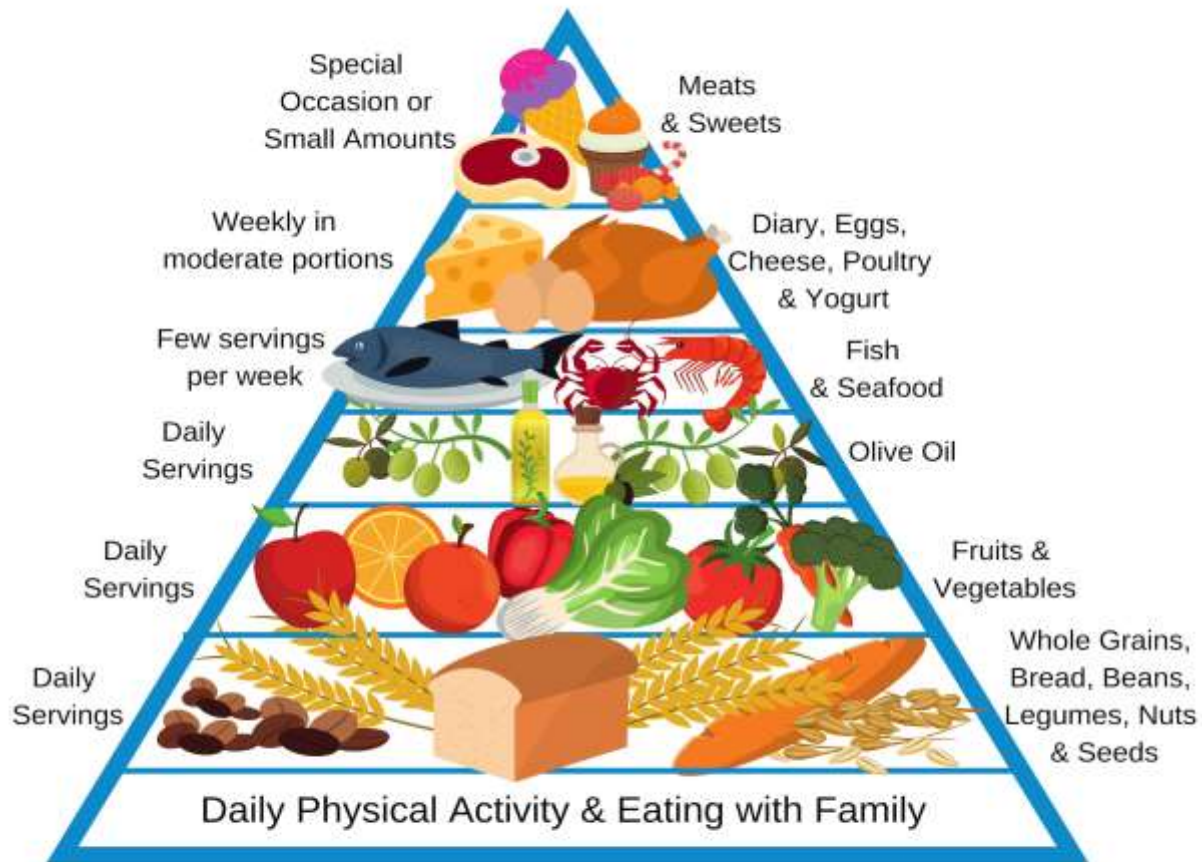 Special
Occasion or
Small Amounts
Meats
& Sweets
Weekly in
moderate portions
Diary, Eggs,
Cheese, Poultry
& Yogurt
Few servings
per week
Fish
& Seafood
Daily
Servings
Olive Oil
Daily
Servings
Fruits &
Vegetables
Daily
Servings
Whole Grains,
Bread, Beans,
Legumes, Nuts
& Seeds
Daily Physical Activity & Eating with Family